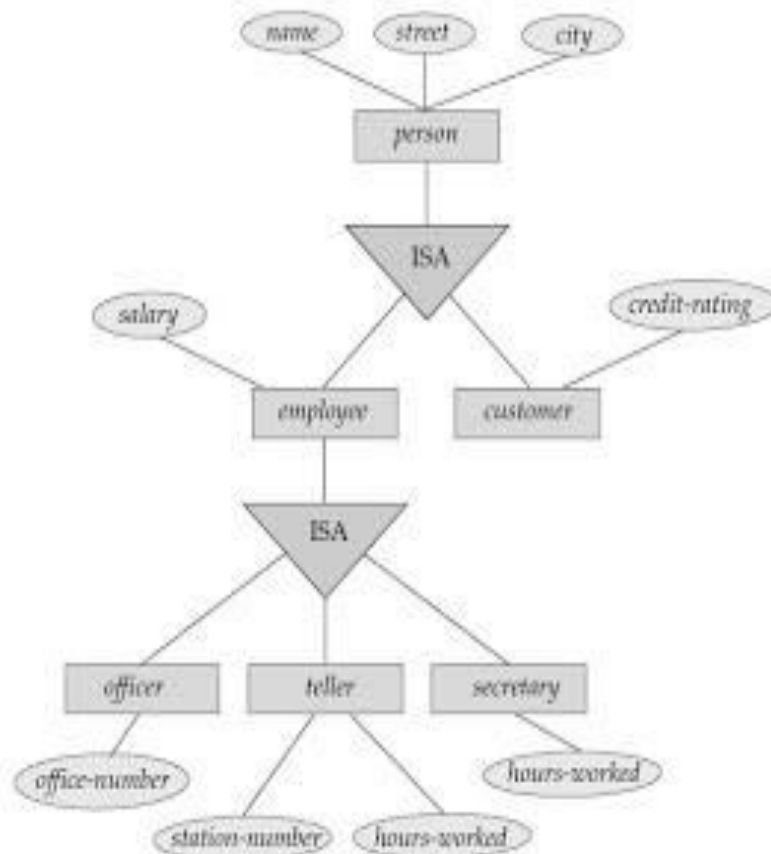 name street city
person
ISA
salary credit-rating
employee customer
ISA
officer teller secretary
office-number hours-worked
station-number hours-worked